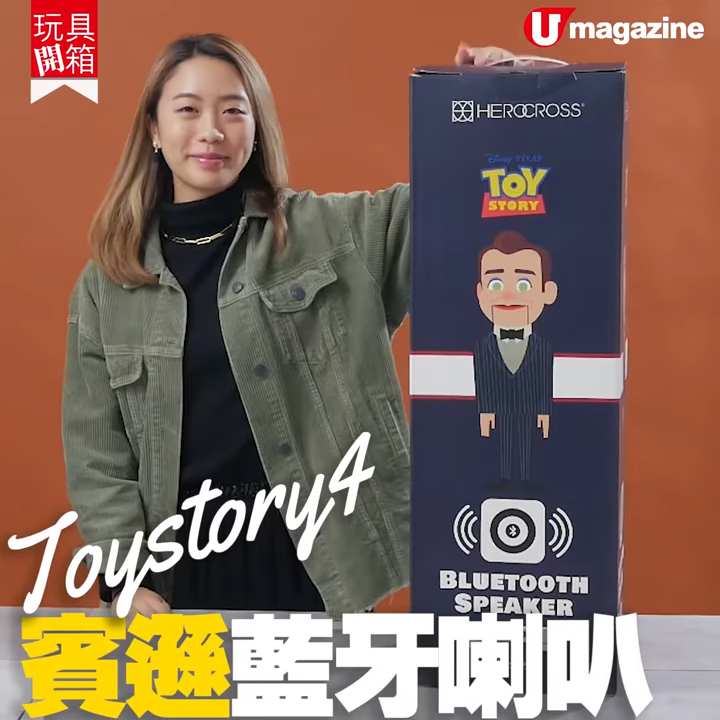 玩具
開箱
U magazine
HEROCROSS®
Disney · PIXAR
TOY
STORY
BLUETOOTH
SPEAKER
Toystory4
賓遜藍牙喇叭